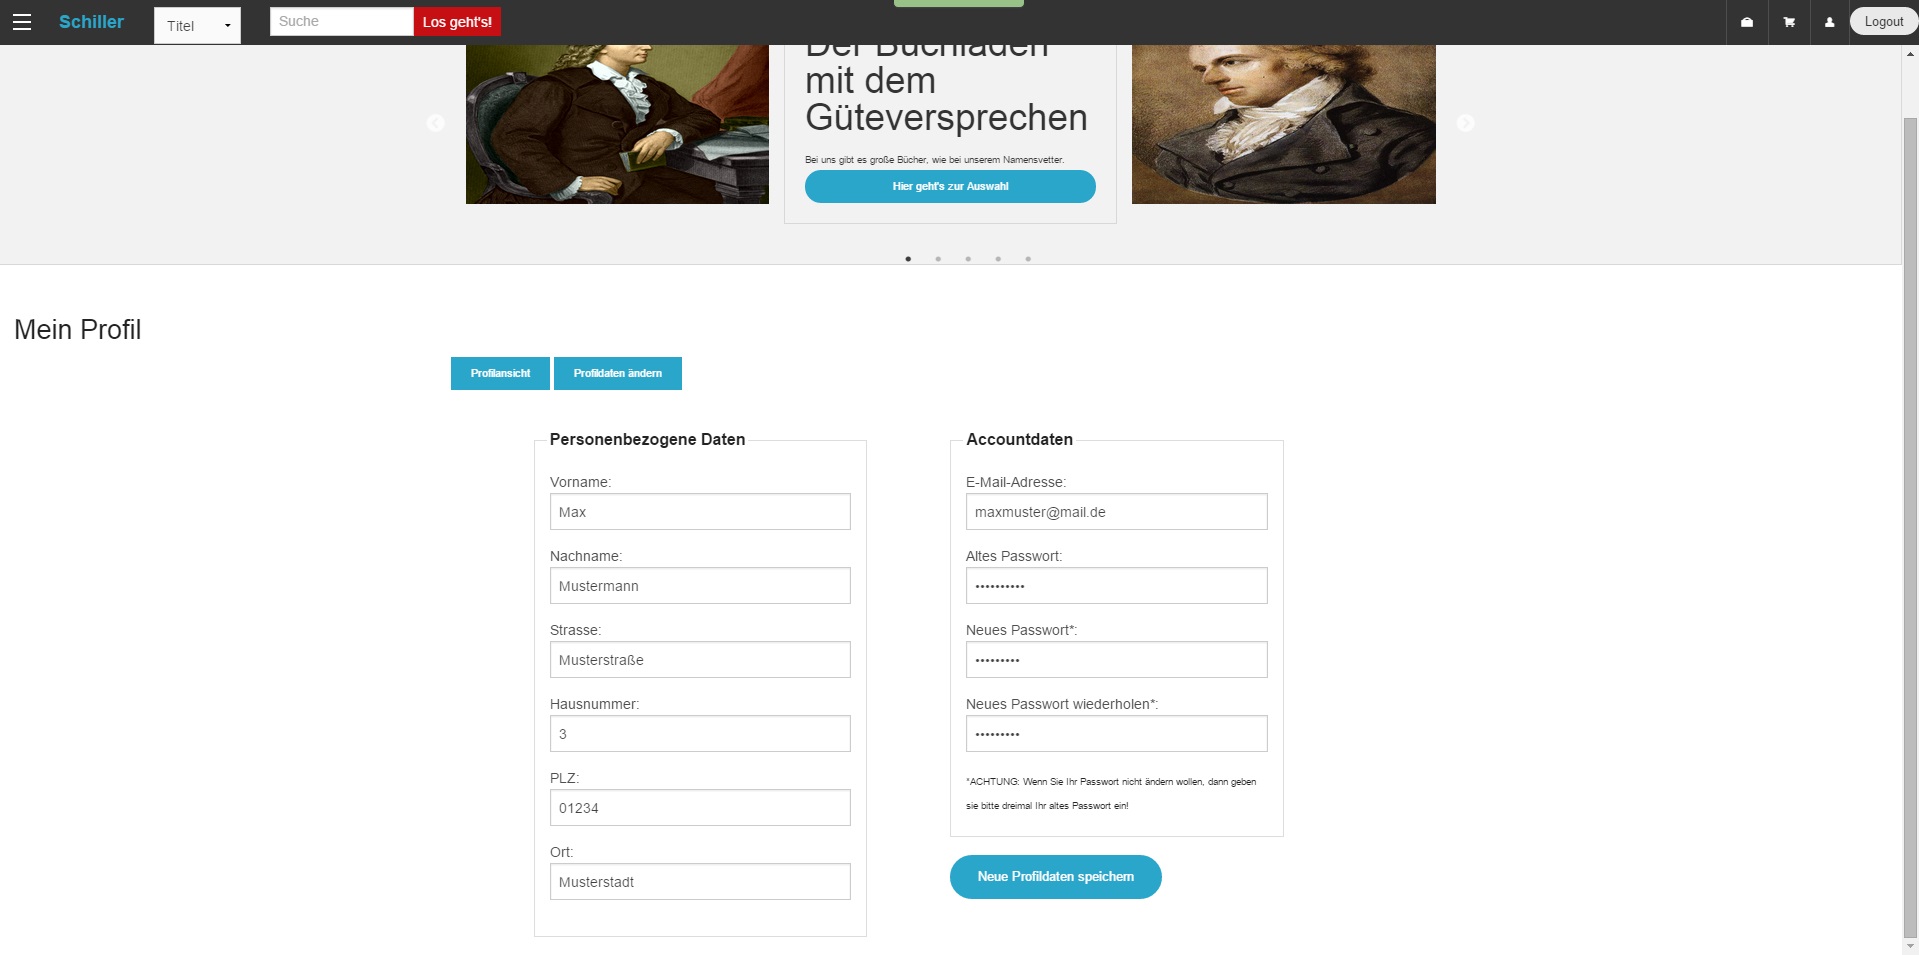 Schiller
Titel
Suche
Los geht's!
Logout
Der Buchladen
mit dem
Güteversprechen
Bei uns gibt es große Bücher, wie bei unserem Namensvetter.
Hier geht's zur Auswahl
Mein Profil
Profilansicht
Profildaten ändern
Personenbezogene Daten
Vorname:
Max
Nachname:
Mustermann
Strasse:
Musterstraße
Hausnummer:
3
PLZ:
01234
Ort:
Musterstadt
Accountdaten
E-Mail-Adresse:
maxmuster@mail.de
Altes Passwort:
••••••••••
Neues Passwort*:
•••••••••
Neues Passwort wiederholen*:
•••••••••
*ACHTUNG: Wenn Sie Ihr Passwort nicht ändern wollen, dann geben
sie bitte dreimal Ihr altes Passwort ein!
Neue Profildaten speichern